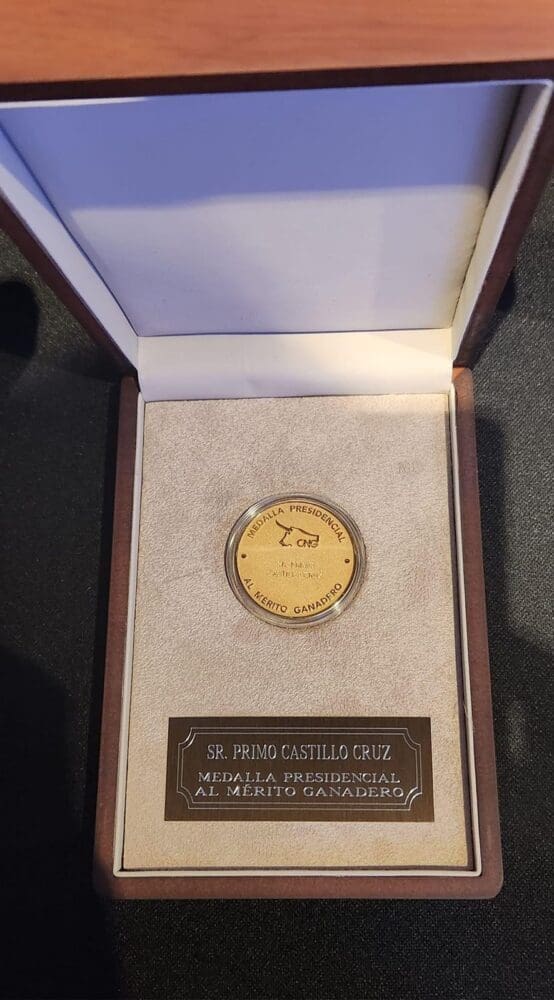 MEDALLA PRESIDENCIAL
CNG
AL MÉRITO GANADERO
SR. PRIMO CASTILLO CRUZ
MEDALLA PRESIDENCIAL
AL MÉRITO GANADERO